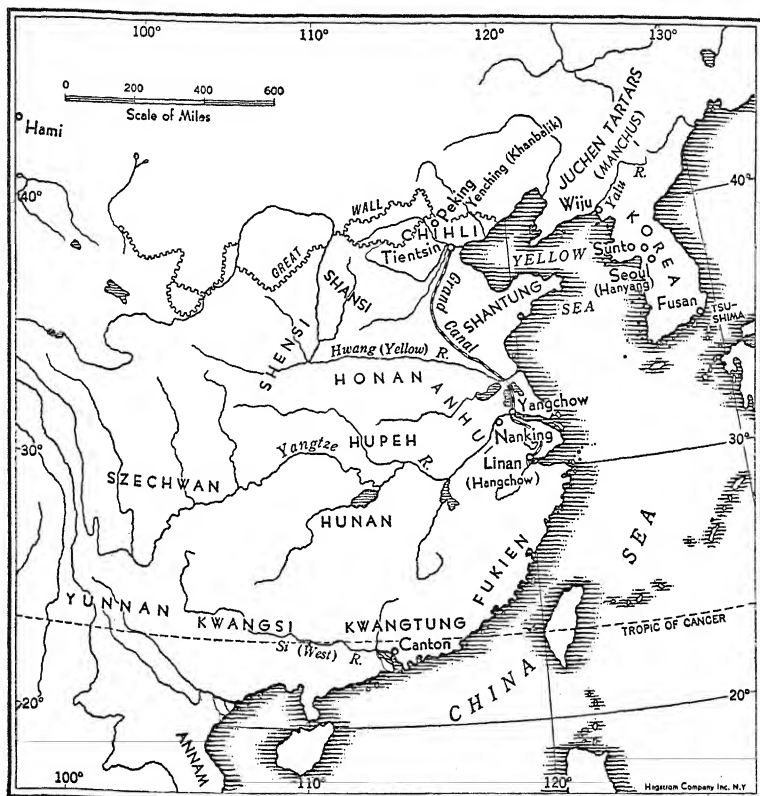 100°
110°
120°
130°
0 200 400 600
Scale of Miles
Hami
40°
JUCHEN TARTARS
(MANCHUS)
Yenching (Khanbalik)
Peking
WALL
GREAT
CHIHLI
Tientsin
Wiju
Yalu
R.
40°
KOREA
Sunto
Seoul
(Hanyang)
Fusan
TSU-
SHIMA
YELLOW
SEA
SHANSI
SHENSI
Grand
Canal
SHANTUNG
Hwang (Yellow) R.
HONAN
ANHU
Yangchow
Nanking
Linan
(Hangchow)
30°
30°
Yangtze
R.
HUPEH
SZECHWAN
HUNAN
FUKIEN
YUNNAN
KWANGSI
KWANGTUNG
Canton
Si (West) R.
TROPIC OF CANCER
CHINA
SEA
20°
20°
ANNAM
100°
110°
120°
Hagstrom Company Inc. N.Y